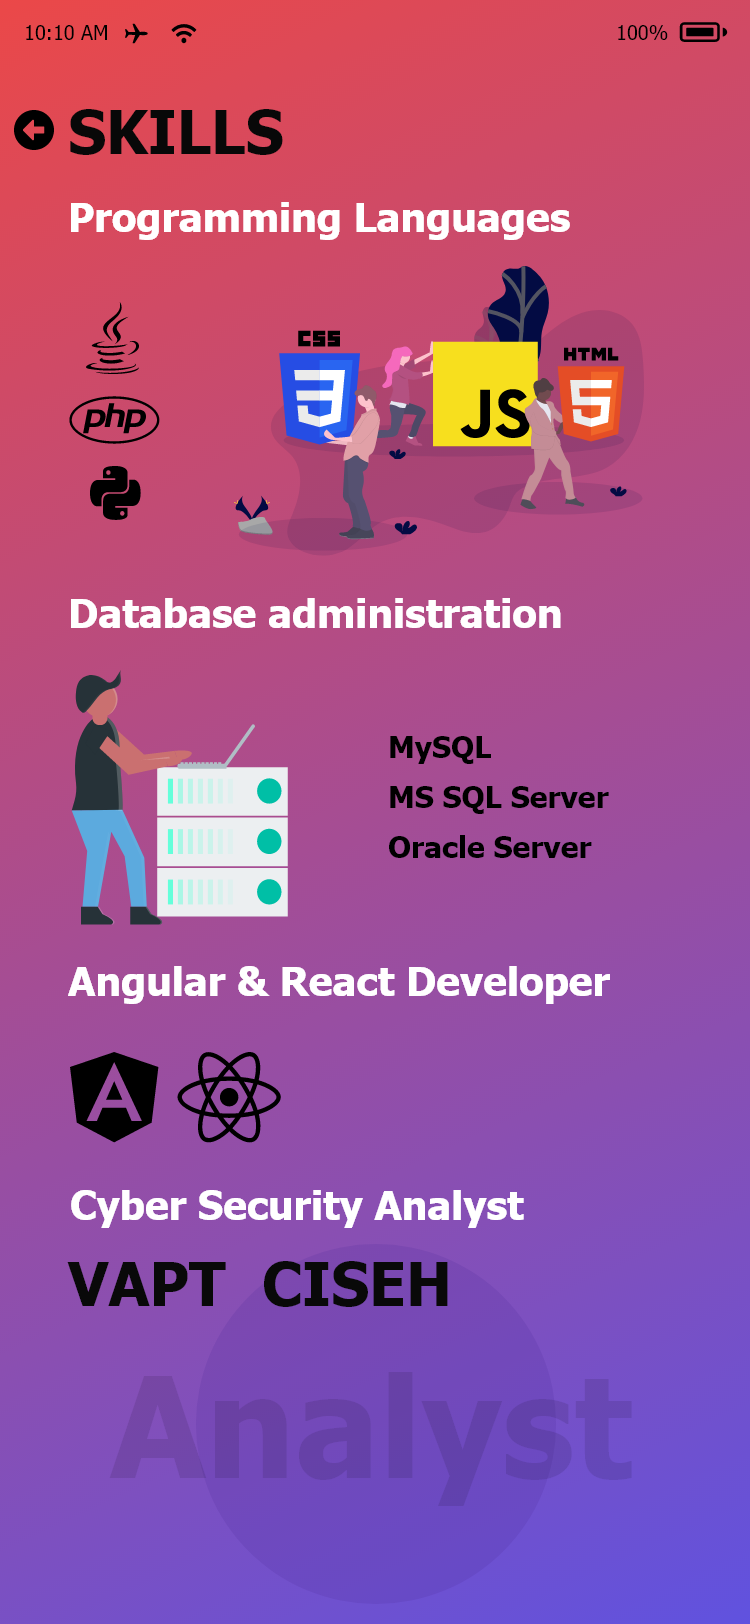 10:10 AM 100%
SKILLS
Programming Languages
CSS
HTML
JS
php
Database administration
MySQL
MS SQL Server
Oracle Server
Angular & React Developer
A
Cyber Security Analyst
VAPT CISEH
Analyst